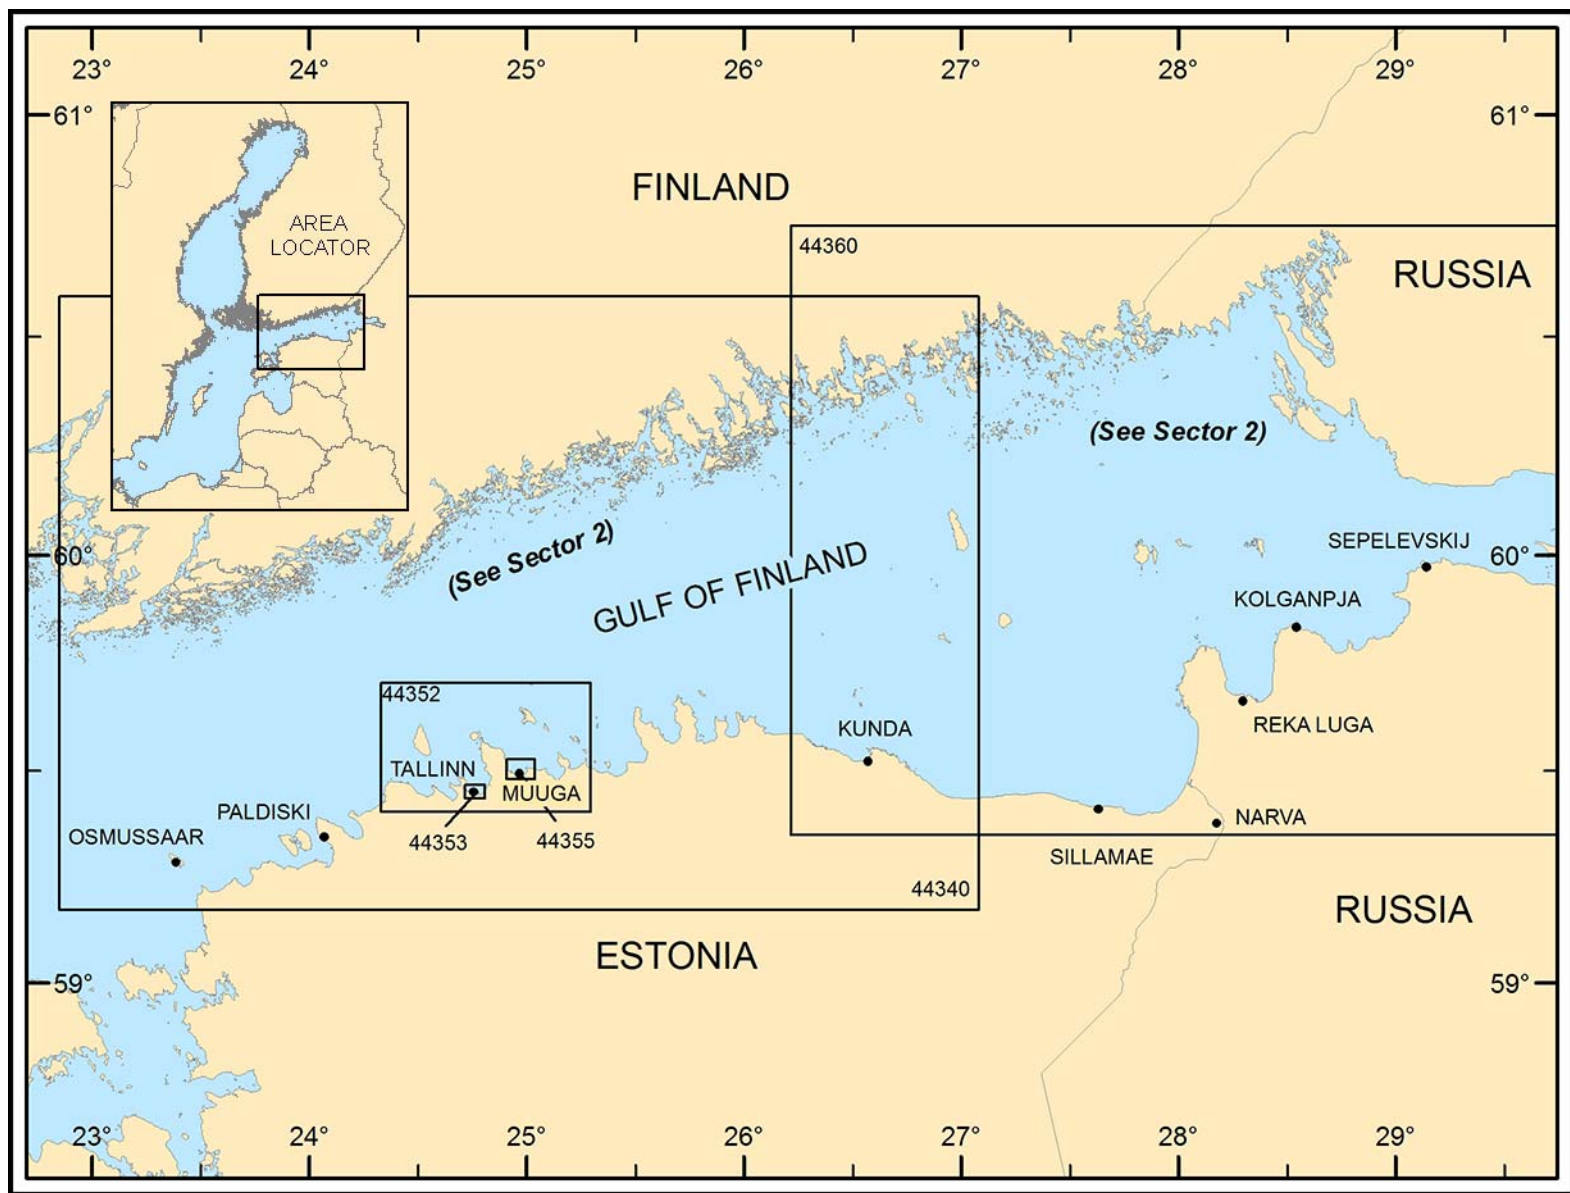 23° 24° 25° 26° 27° 28° 29°
61° 61°
FINLAND
AREA
LOCATOR
44360
RUSSIA
(See Sector 2)
(See Sector 2)
60° 60°
SEPELEVSKIJ
GULF OF FINLAND
KOLGANPJA
44352
REKA LUGA
KUNDA
TALLINN
MUUGA
PALDISKI
OSMUSSAAR
44353
44355
NARVA
SILLAMAE
44340
RUSSIA
ESTONIA
59° 59°
23° 24° 25° 26° 27° 28° 29°